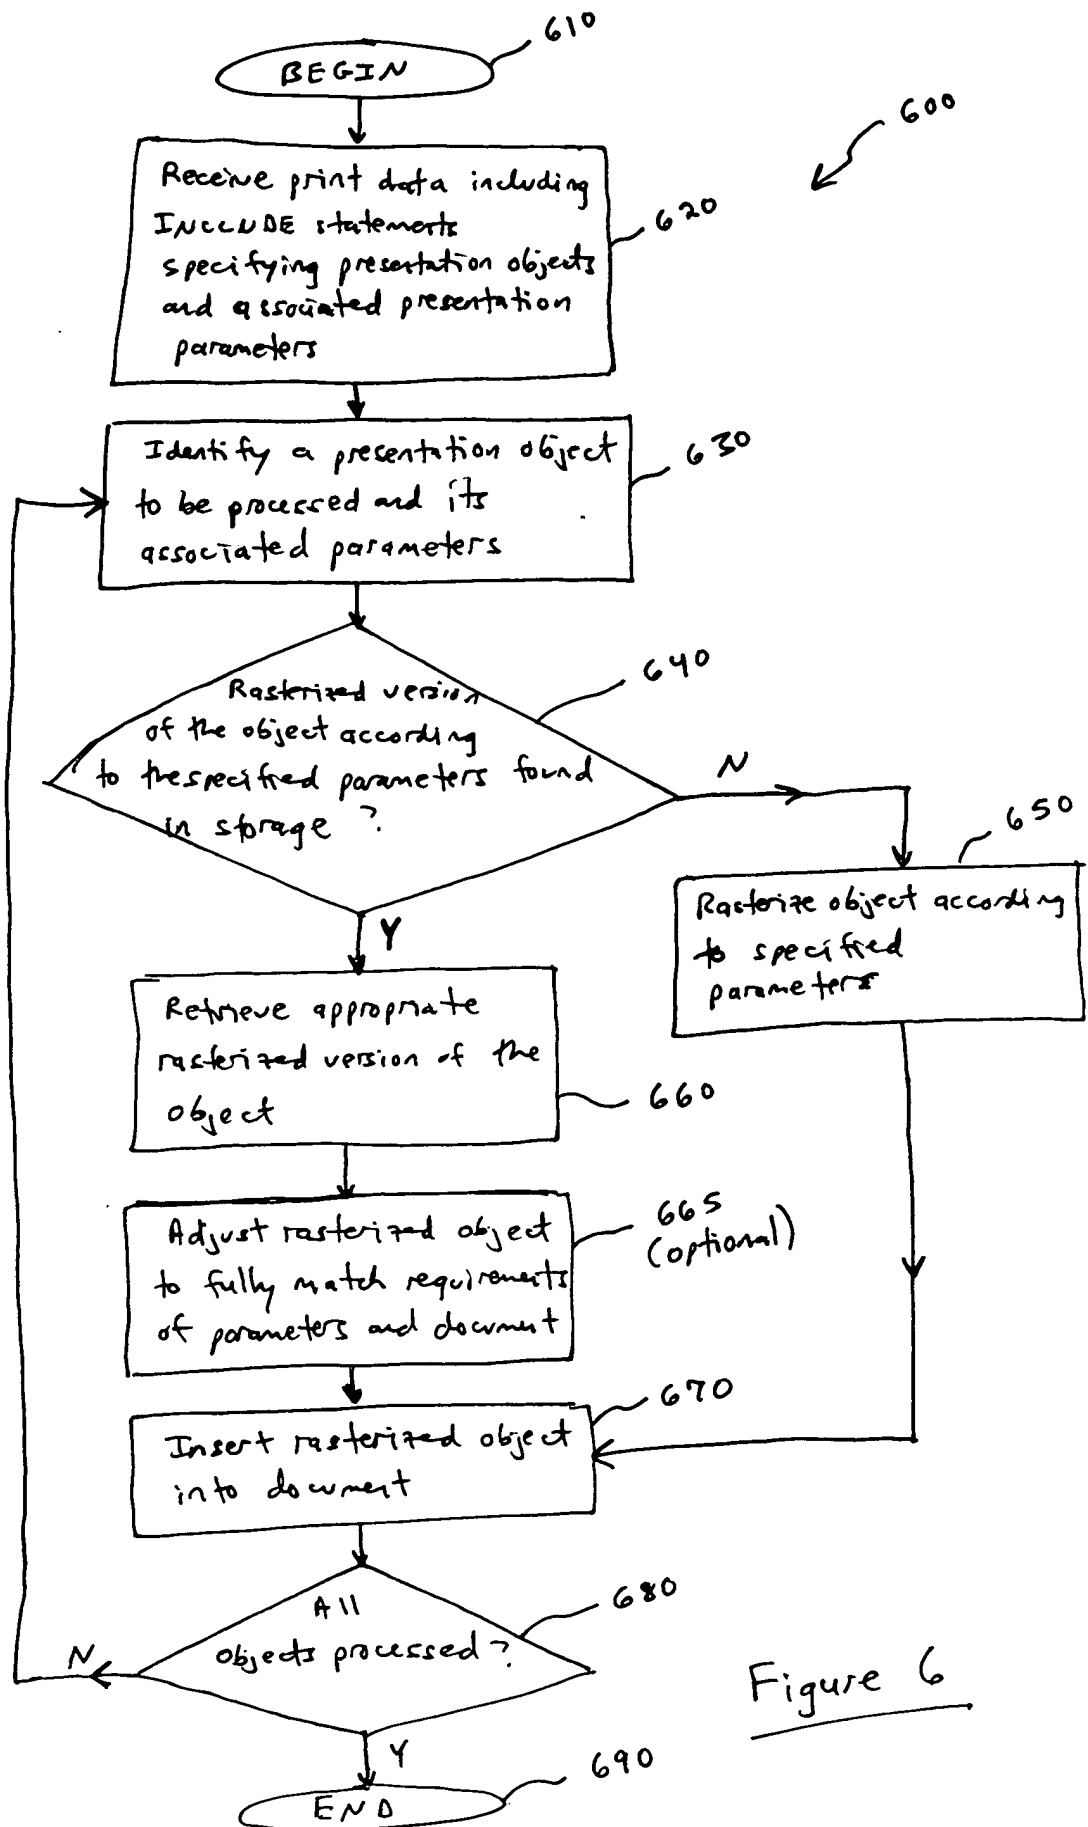 610
BEGIN
600
Receive print data including
INCLUDE statements
specifying presentation objects
and associated presentation
parameters
620
Identify a presentation object
to be processed and its
associated parameters
630
Rasterized version
of the object according
to the specified parameters found
in storage ?
640
N
Y
650
Rasterize object according
to specified
parameters
Retrieve appropriate
rasterized version of the
object
660
Adjust rasterized object
to fully match requirements
of parameters and document
665
(optional)
Insert rasterized object
into document
670
All
objects processed ?
680
N
Y
END
690
Figure 6